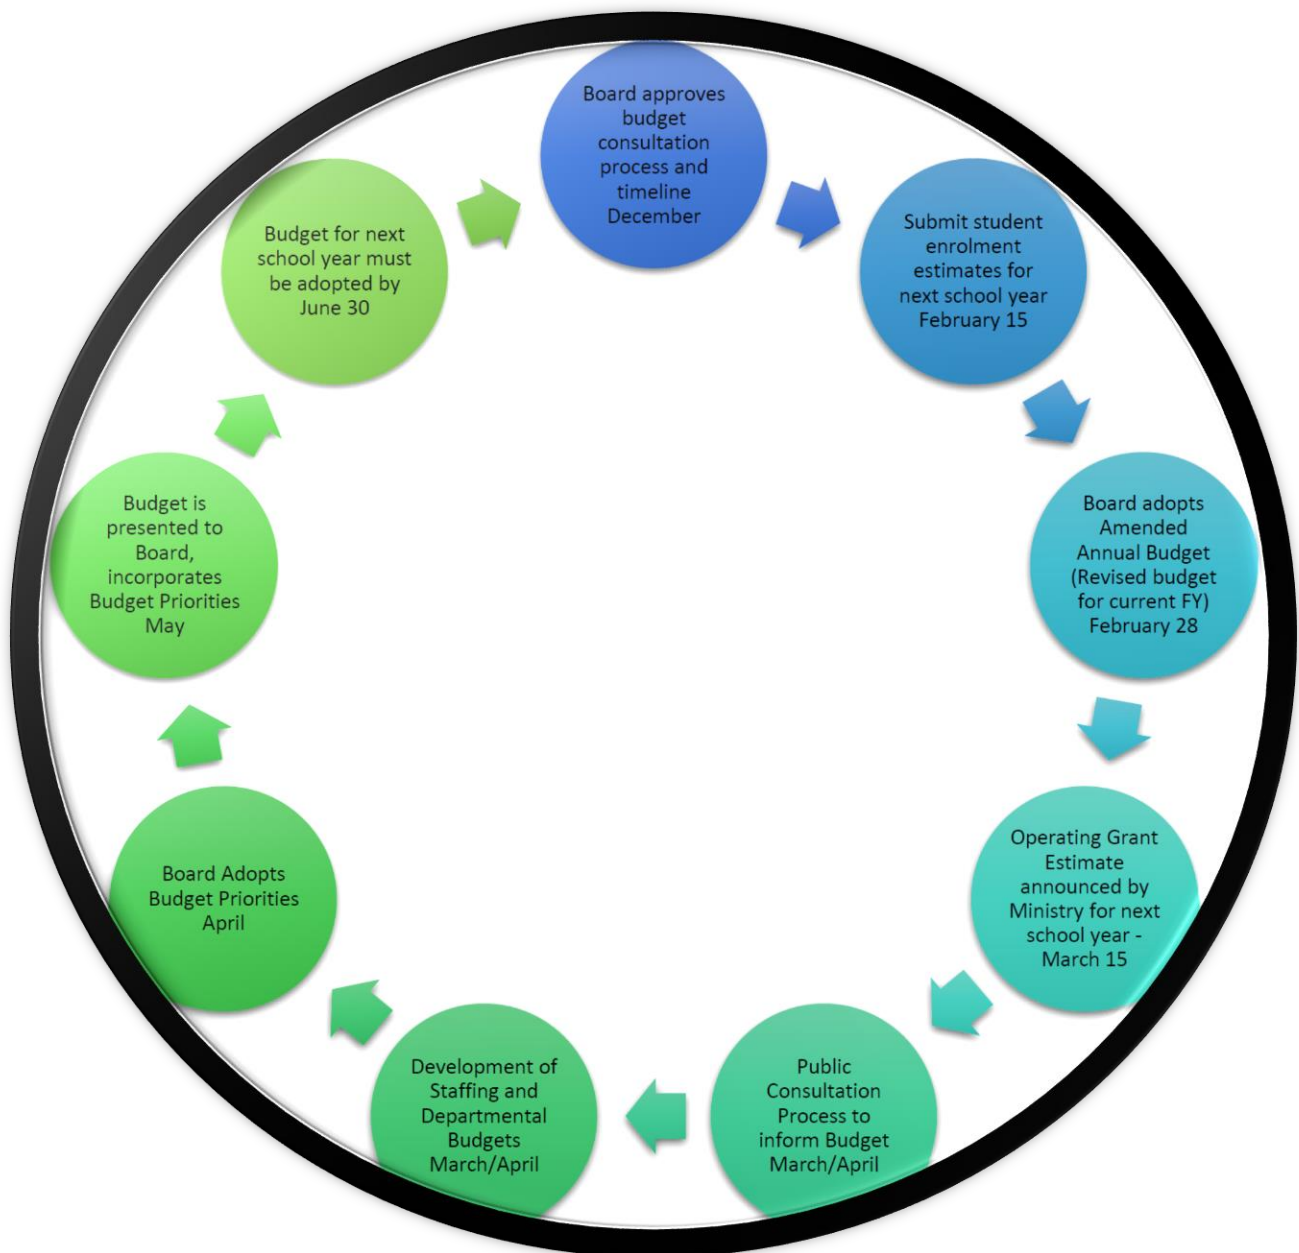 Board approves
budget
consultation
process and
timeline
December
Submit student
enrolment
estimates for
next school year
February 15
Board adopts
Amended
Annual Budget
(Revised budget
for current FY)
February 28
Operating Grant
Estimate
announced by
Ministry for next
school year -
March 15
Public
Consultation
Process to
inform Budget
March/April
Development of
Staffing and
Departmental
Budgets
March/April
Board Adopts
Budget Priorities
April
Budget is
presented to
Board,
incorporates
Budget Priorities
May
Budget for next
school year must
be adopted by
June 30